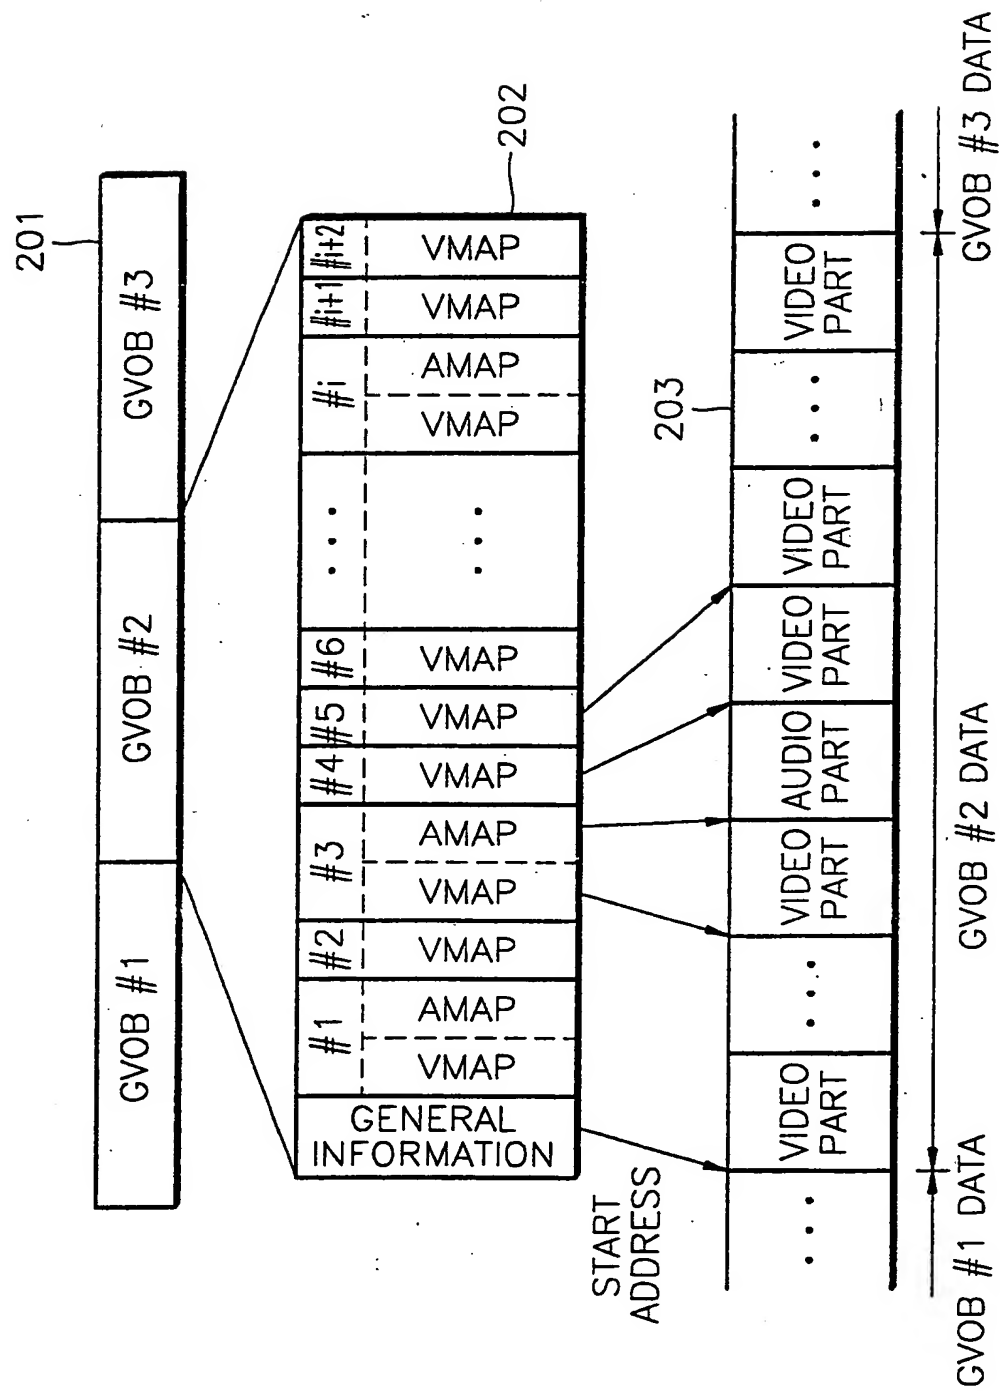 201
GVOB #1
GVOB #2
GVOB #3
202
GENERAL
INFORMATION
#1
#2
#3
#4
#5
#6
...
#i
#i+1
#i+2
VMAP
AMAP
VMAP
VMAP
AMAP
VMAP
VMAP
VMAP
...
VMAP
AMAP
VMAP
VMAP
START
ADDRESS
203
...
VIDEO
PART
...
VIDEO
PART
AUDIO
PART
VIDEO
PART
VIDEO
PART
...
VIDEO
PART
...
GVOB #1 DATA
GVOB #2 DATA
GVOB #3 DATA